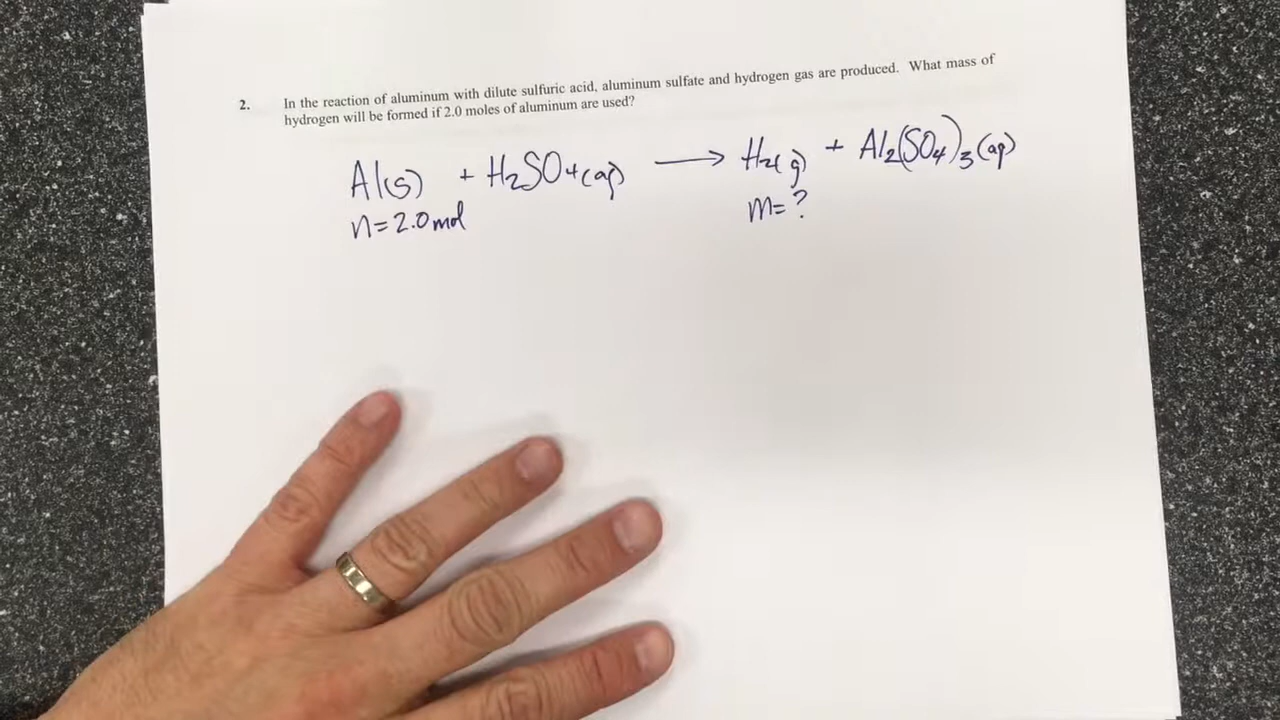 2. In the reaction of aluminum with dilute sulfuric acid, aluminum sulfate and hydrogen gas are produced. What mass of
hydrogen will be formed if 2.0 moles of aluminum are used?
Al(s) + H₂SO₄(aq) → H₂(g) + Al₂(SO₄)₃(aq)
n=2.0mol m=?